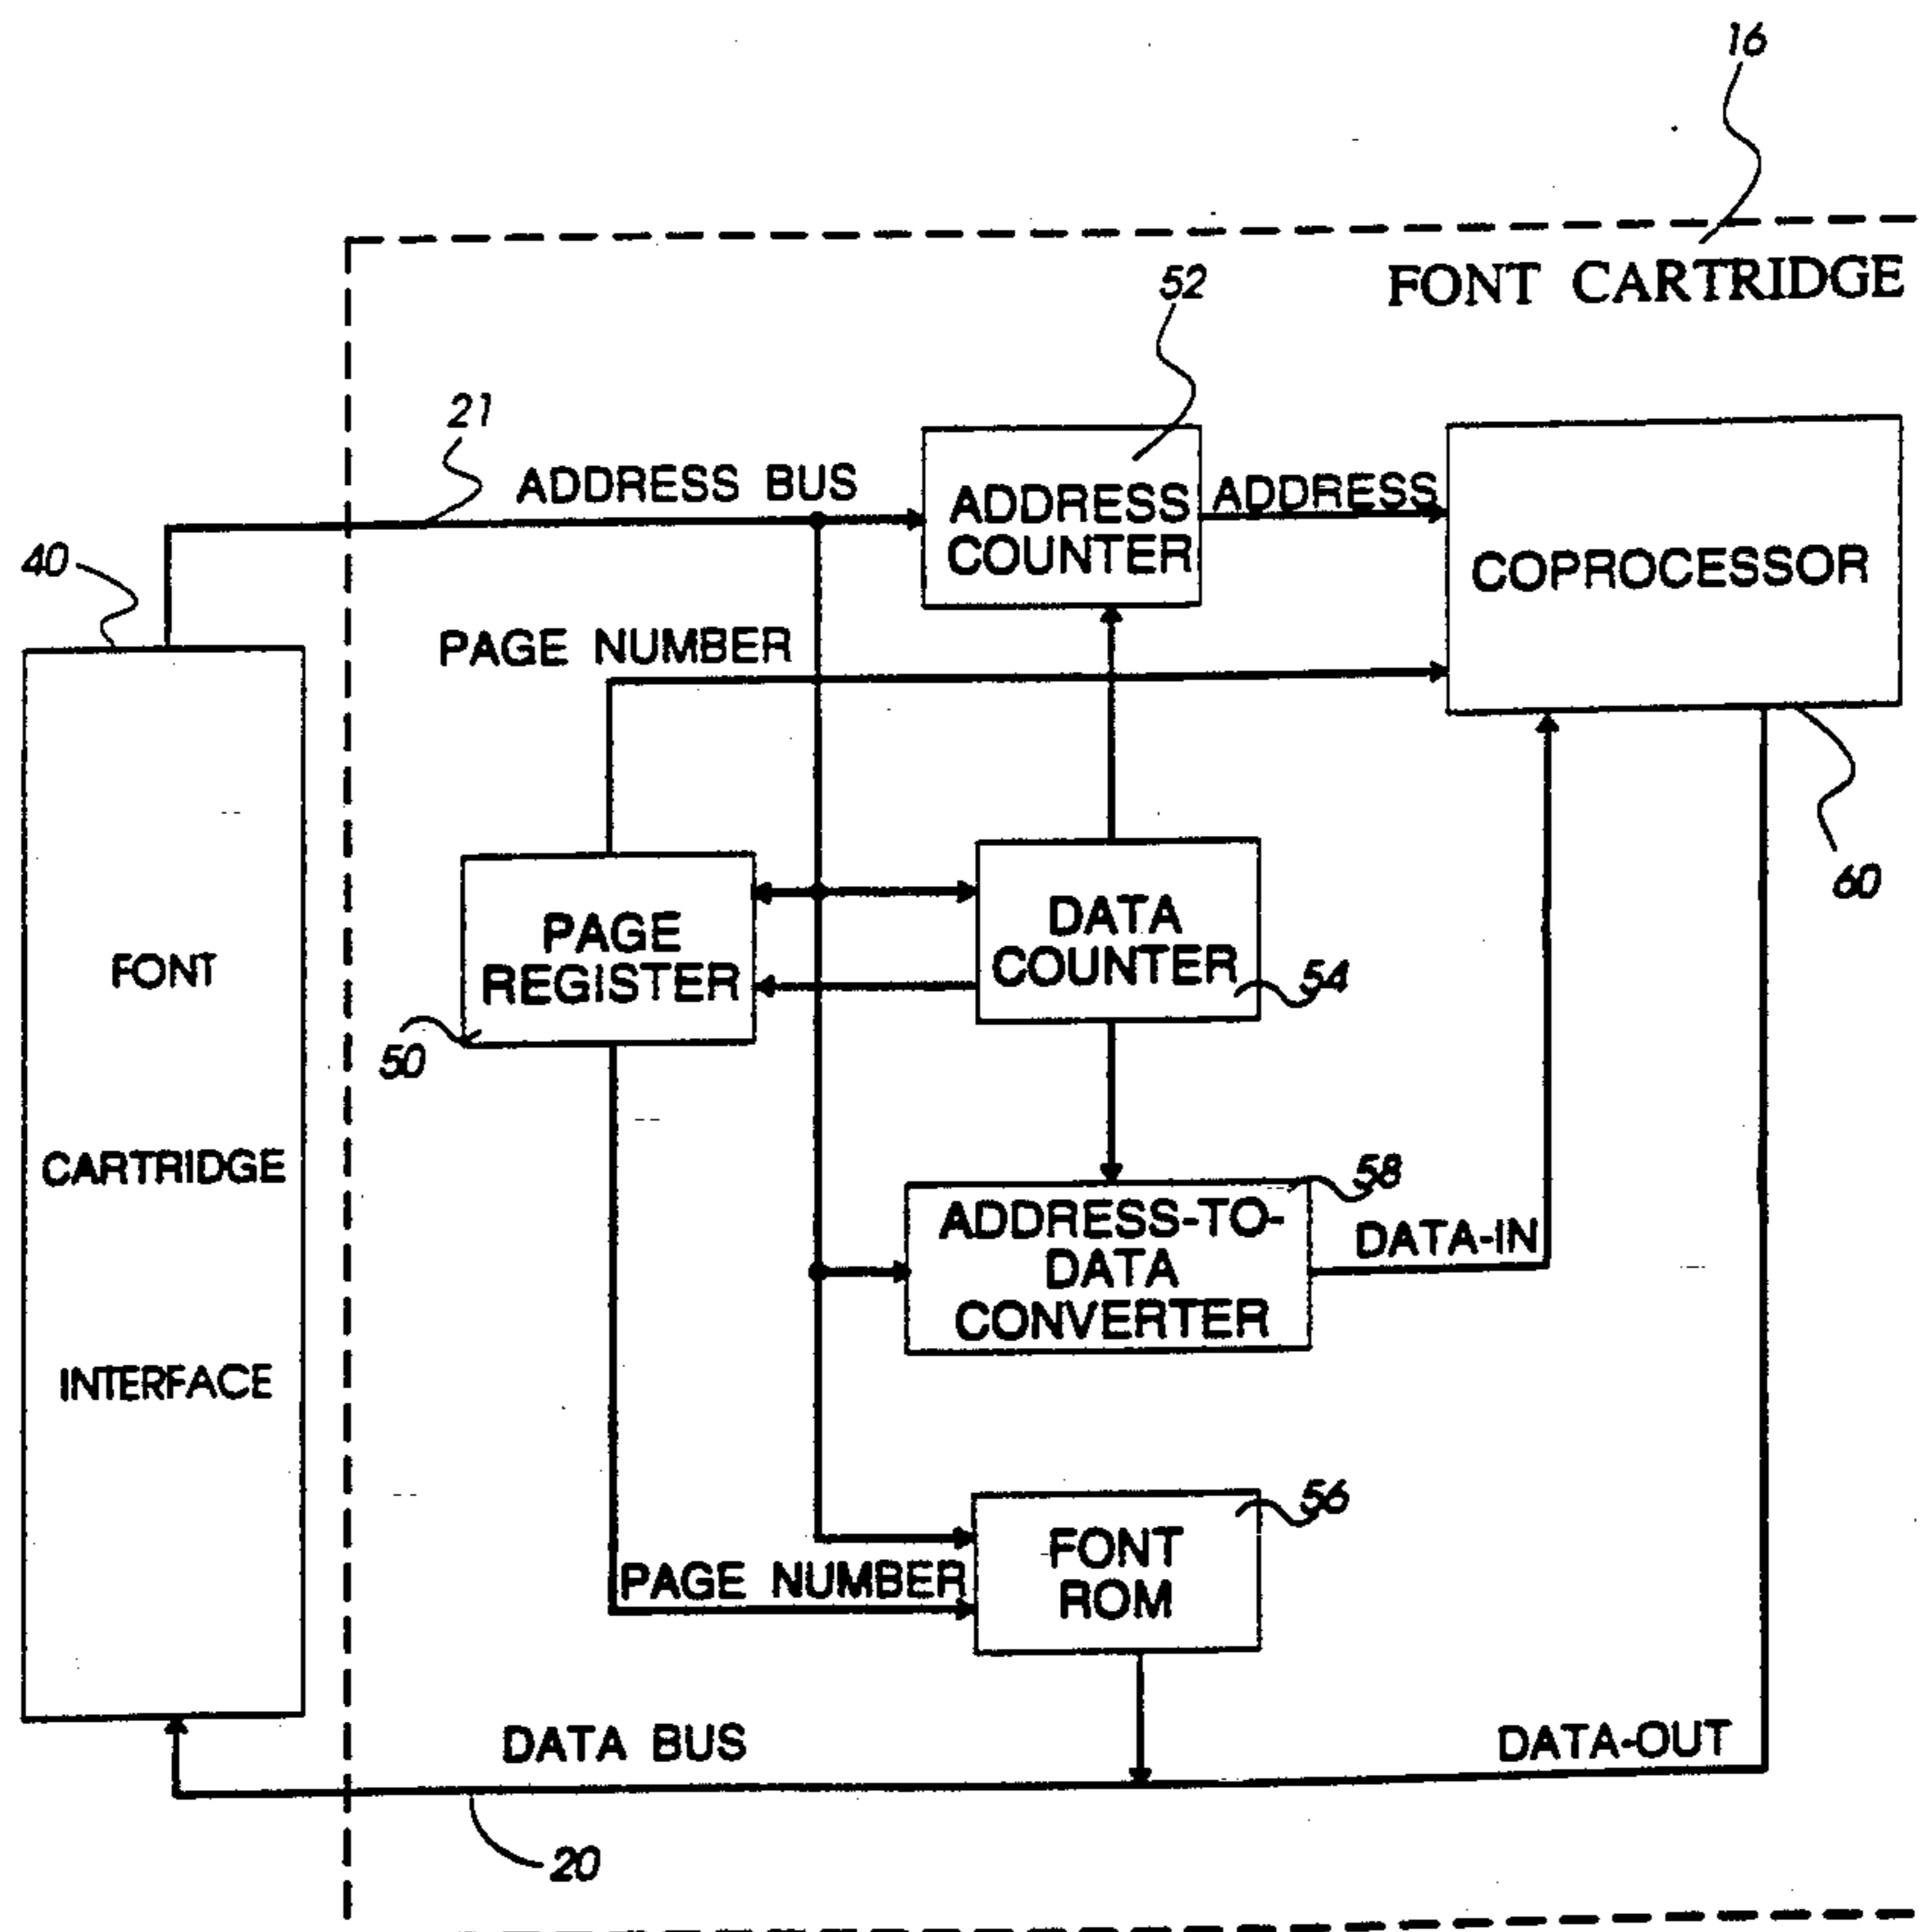 16
FONT CARTRIDGE
52
21
ADDRESS BUS
ADDRESS
COUNTER
ADDRESS
COPROCESSOR
40
PAGE NUMBER
60
FONT
CARTRIDGE
INTERFACE
PAGE
REGISTER
50
DATA
COUNTER
54
58
ADDRESS-TO-
DATA
CONVERTER
DATA-IN
56
FONT
ROM
PAGE NUMBER
DATA BUS
DATA-OUT
20